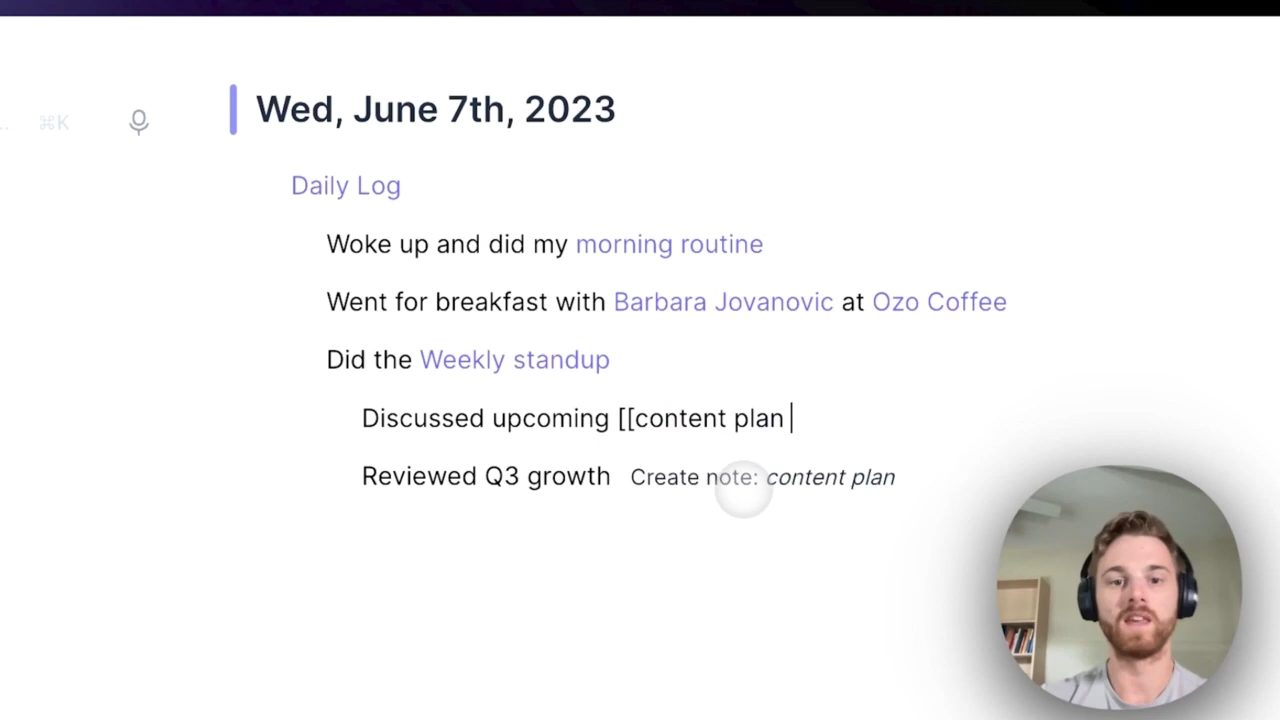 .. ⌘K
Wed, June 7th, 2023
Daily Log
Woke up and did my morning routine
Went for breakfast with Barbara Jovanovic at Ozo Coffee
Did the Weekly standup
Discussed upcoming [[content plan
Reviewed Q3 growth Create note: content plan